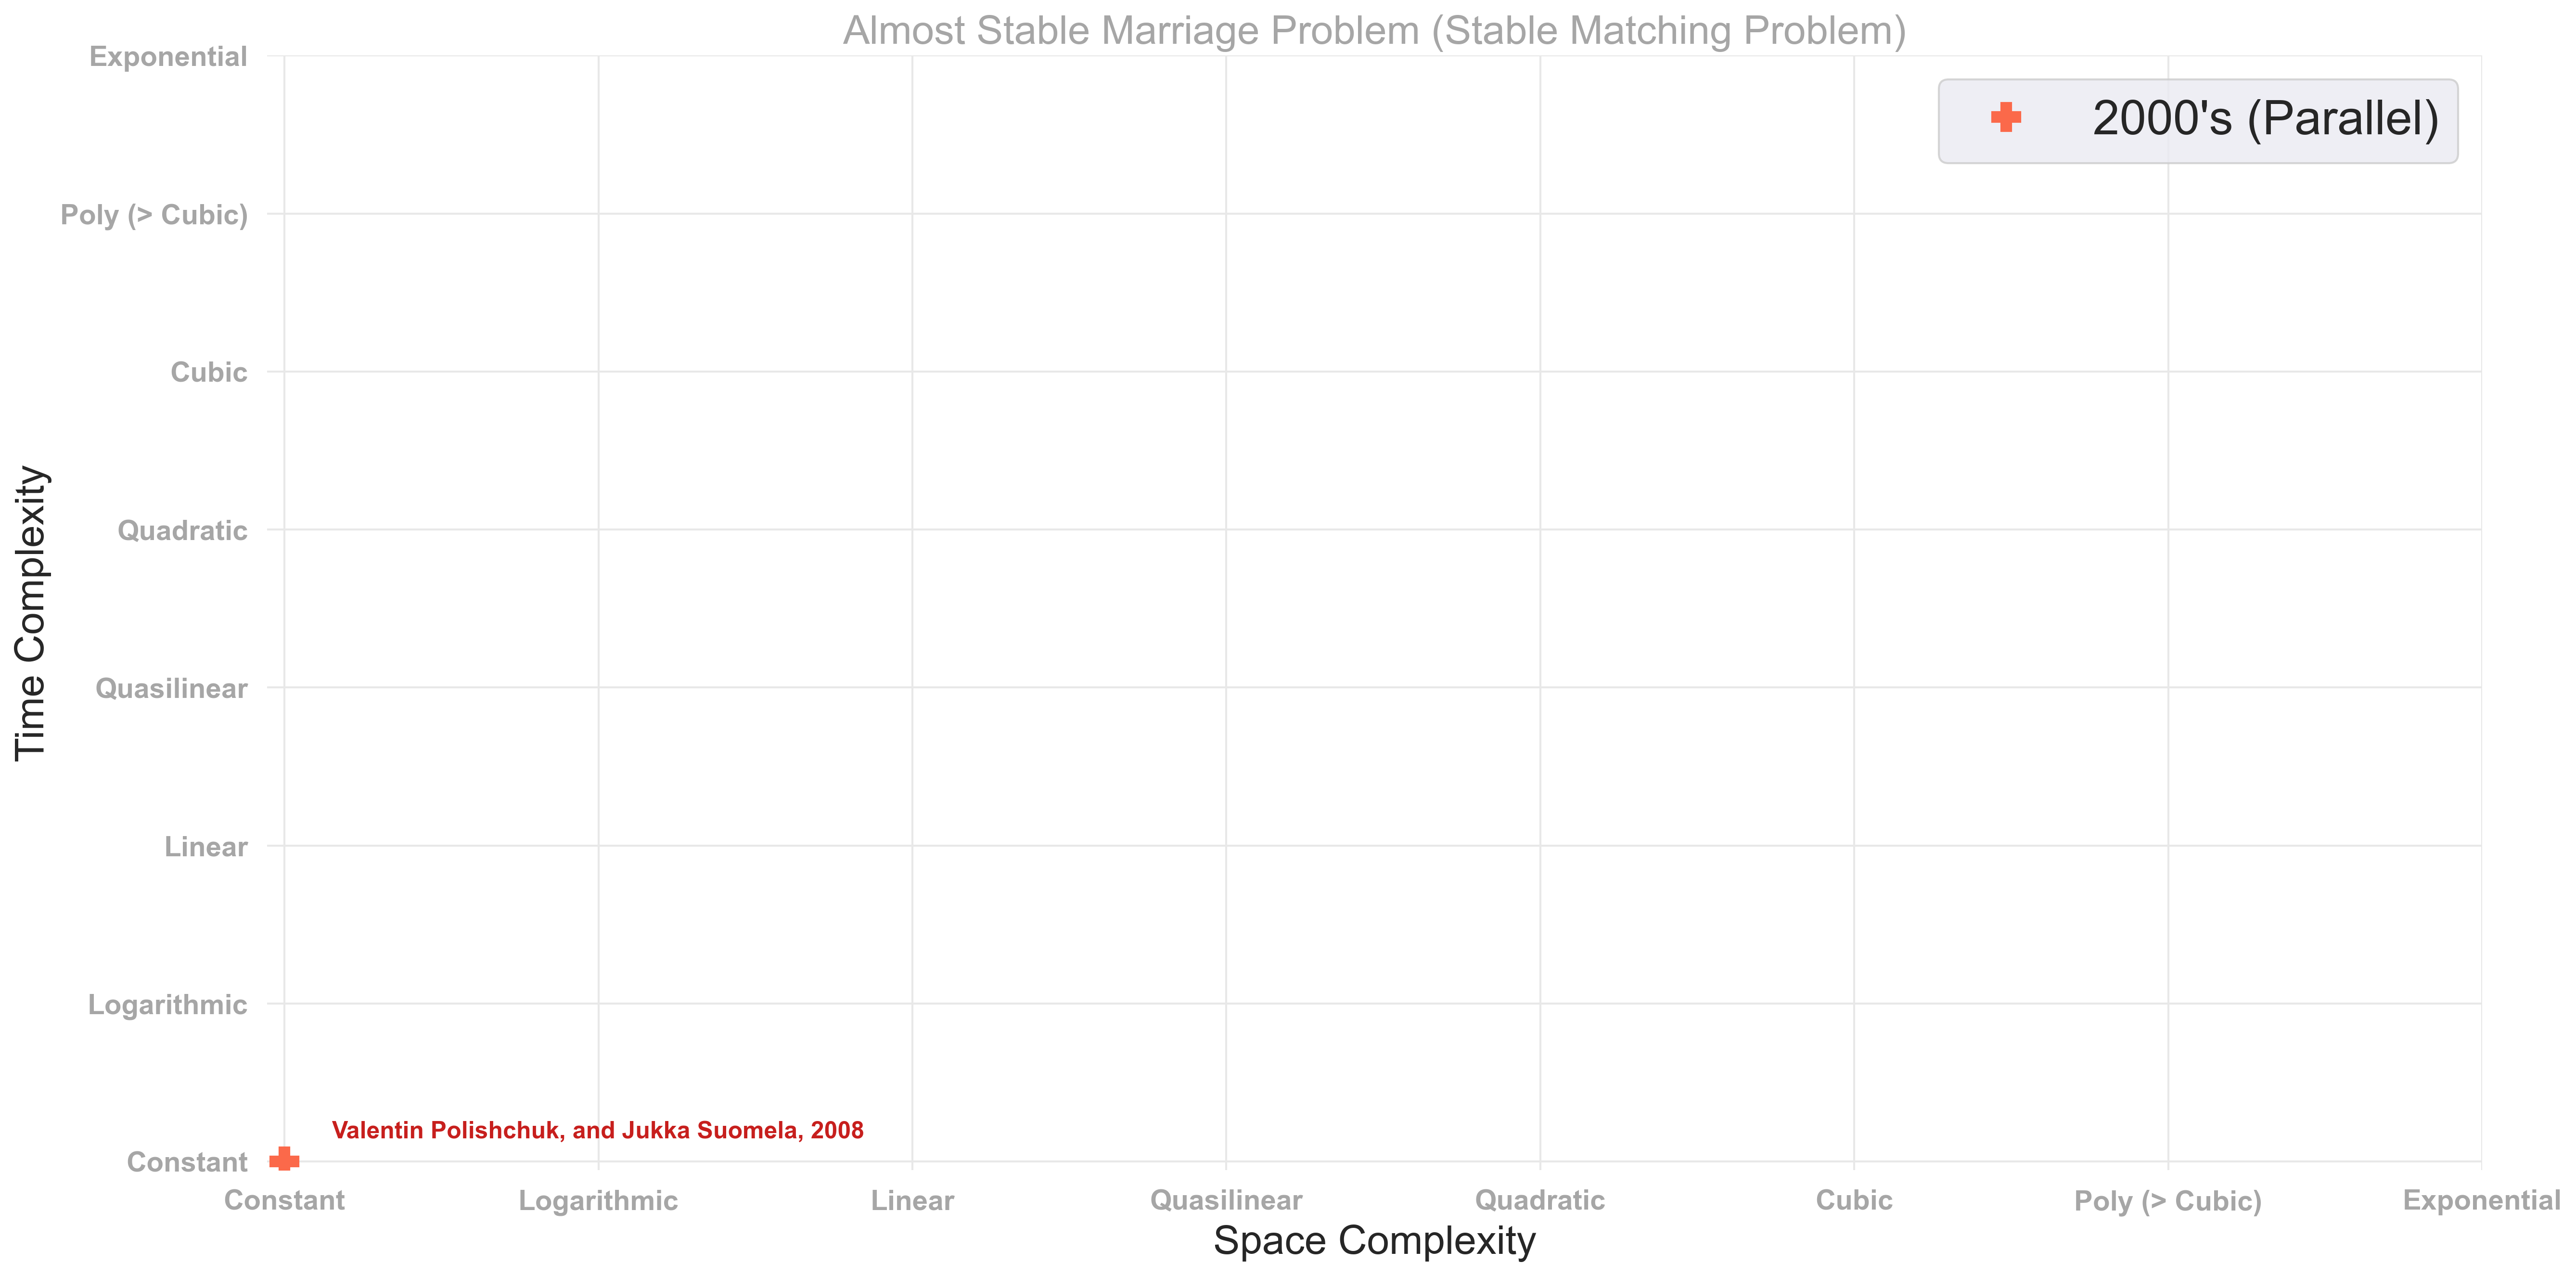 Almost Stable Marriage Problem (Stable Matching Problem)
2000's (Parallel)
Time Complexity
Exponential
Poly (> Cubic)
Cubic
Quadratic
Quasilinear
Linear
Logarithmic
Constant
Valentin Polishchuk, and Jukka Suomela, 2008
Constant Logarithmic Linear Quasilinear Quadratic Cubic Poly (> Cubic) Exponential
Space Complexity